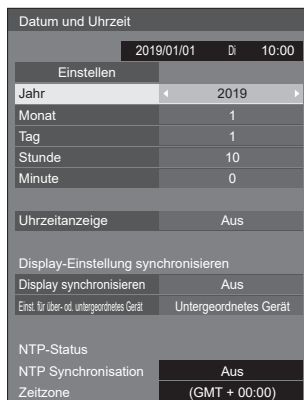 Datum und Uhrzeit
2019/01/01 Di 10:00
Einstellen
Jahr 2019
Monat 1
Tag 1
Stunde 10
Minute 0
Uhrzeitanzeige Aus
Display-Einstellung synchronisieren
Display synchronisieren Aus
Einst. für über- od. untergeordnetes Gerät Untergeordnetes Gerät
NTP-Status
NTP Synchronisation Aus
Zeitzone (GMT + 00:00)